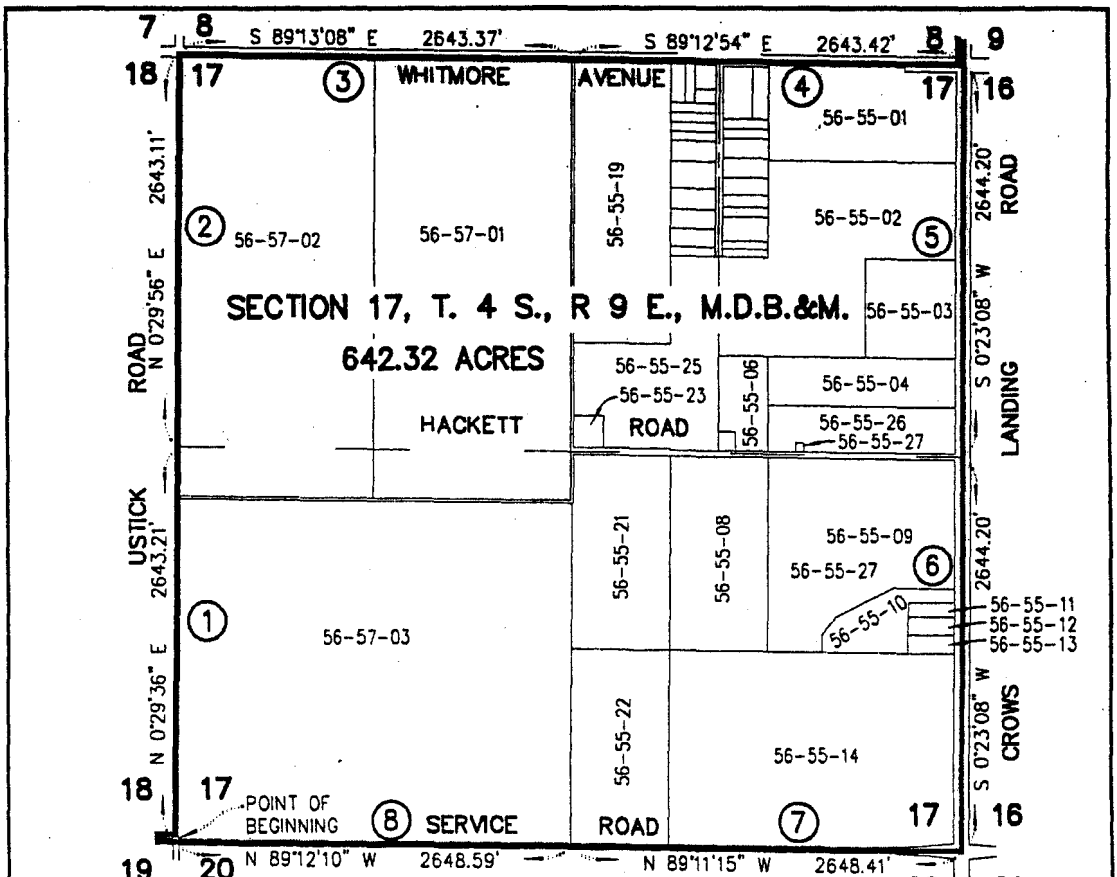 7 8 S 89°13'08" E 2643.37' S 89°12'54" E 2643.42' 8 9
18 17 3 WHITMORE AVENUE 4 17 16
56-55-01
2643.11'
2644.20'
ROAD
56-55-19
2
56-57-02
56-57-01
56-55-02
5
N 0°29'56" E
S 0°23'08" W
SECTION 17, T. 4 S., R 9 E., M.D.B.&M.
56-55-03
642.32 ACRES
ROAD
56-55-25
56-55-06
56-55-04
56-55-23
HACKETT ROAD
56-55-26
56-55-27
LANDING
USTICK
2643.21'
56-55-21
56-55-08
56-55-09
2644.20'
56-55-27
6
56-55-10
56-55-11
56-55-12
56-55-13
1
56-57-03
N 0°29'36" E
S 0°23'08" W
CROWS
56-55-22
56-55-14
18 17
17 16
POINT OF
BEGINNING
8 SERVICE ROAD 7
19 20 N 89°12'10" W 2648.59' N 89°11'15" W 2648.41'